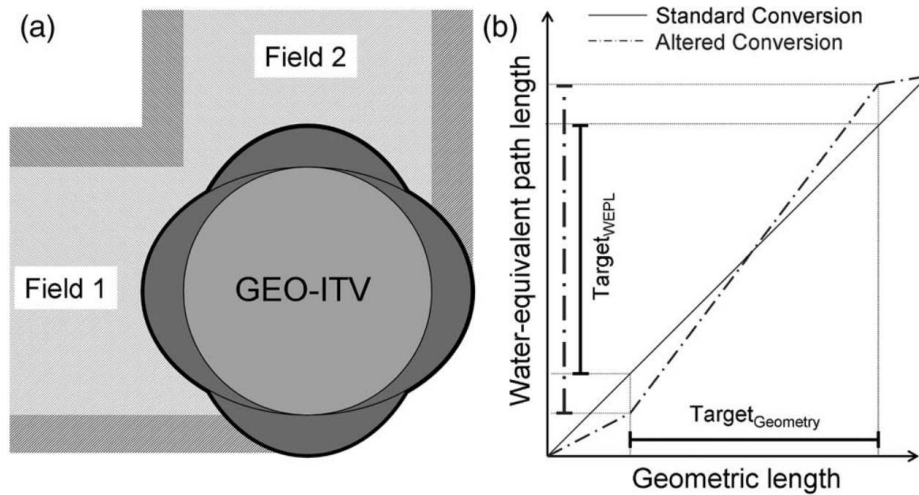 (a)
Field 2
Field 1
GEO-ITV
(b)
Standard Conversion
Altered Conversion
Water-equivalent path length
TargetWEPL
TargetGeometry
Geometric length